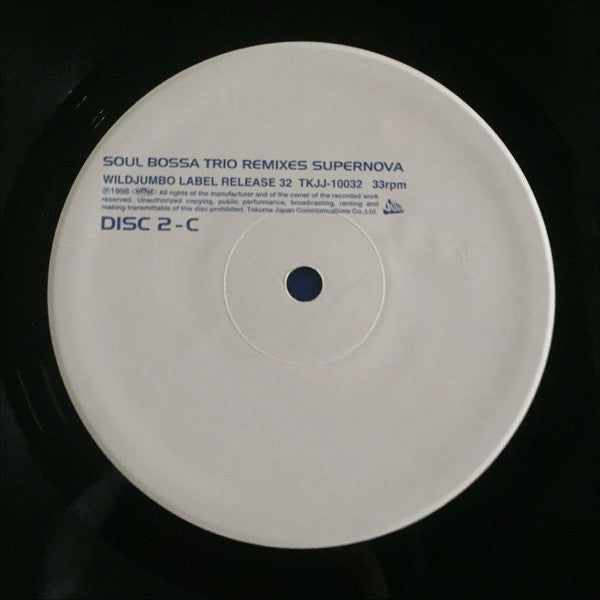 SOUL BOSSA TRIO REMIXES SUPERNOVA
WILDJUMBO LABEL RELEASE 32 TKJJ-10032 33rpm
Ⓟ1998 All rights of the manufacturer and of the owner of the recorded work
reserved. Unauthorized copying, public performance, broadcasting, renting and
making transmittable of this disc prohibited. Tokuma Japan Communications Co.,Ltd.
DISC 2-C